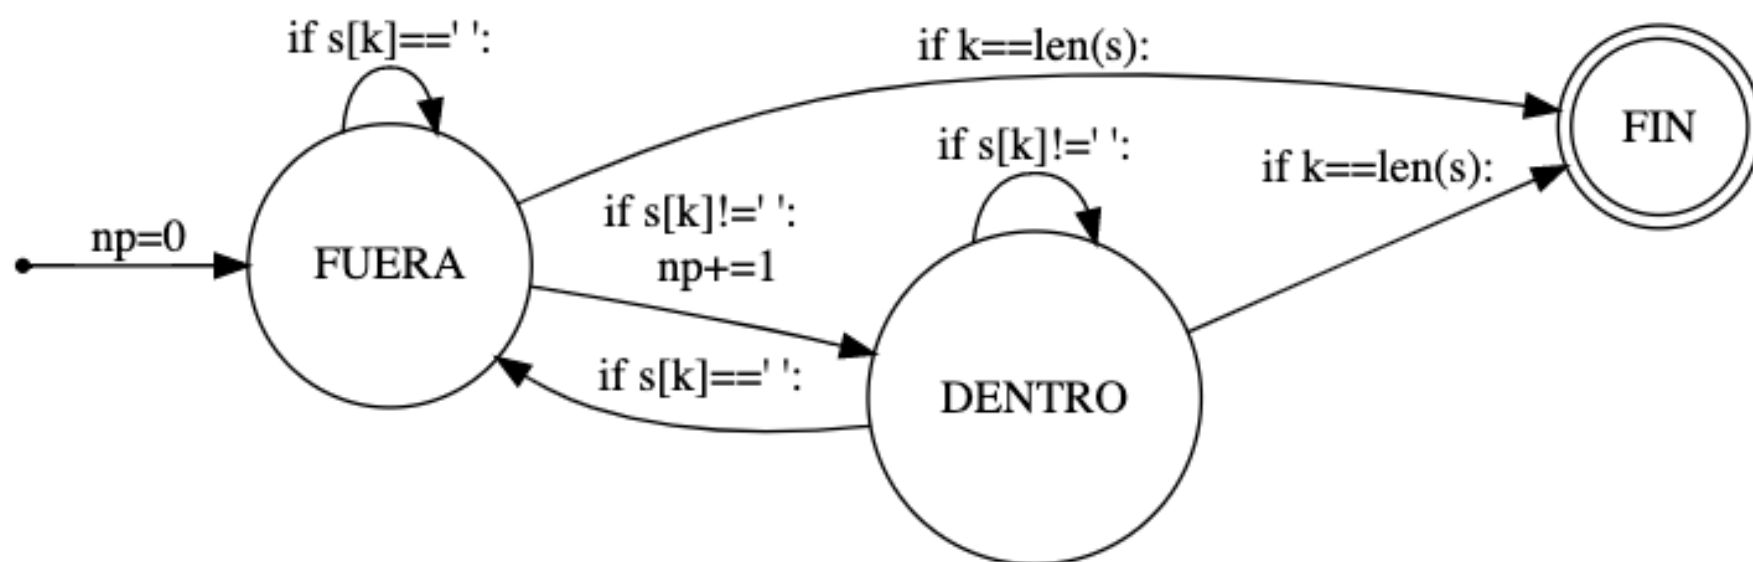 if s[k]==' ':
if k==len(s):
FIN
if s[k]!=' ':
if k==len(s):
np=0
FUERA
if s[k]!=' ':
np+=1
if s[k]==' ':
DENTRO